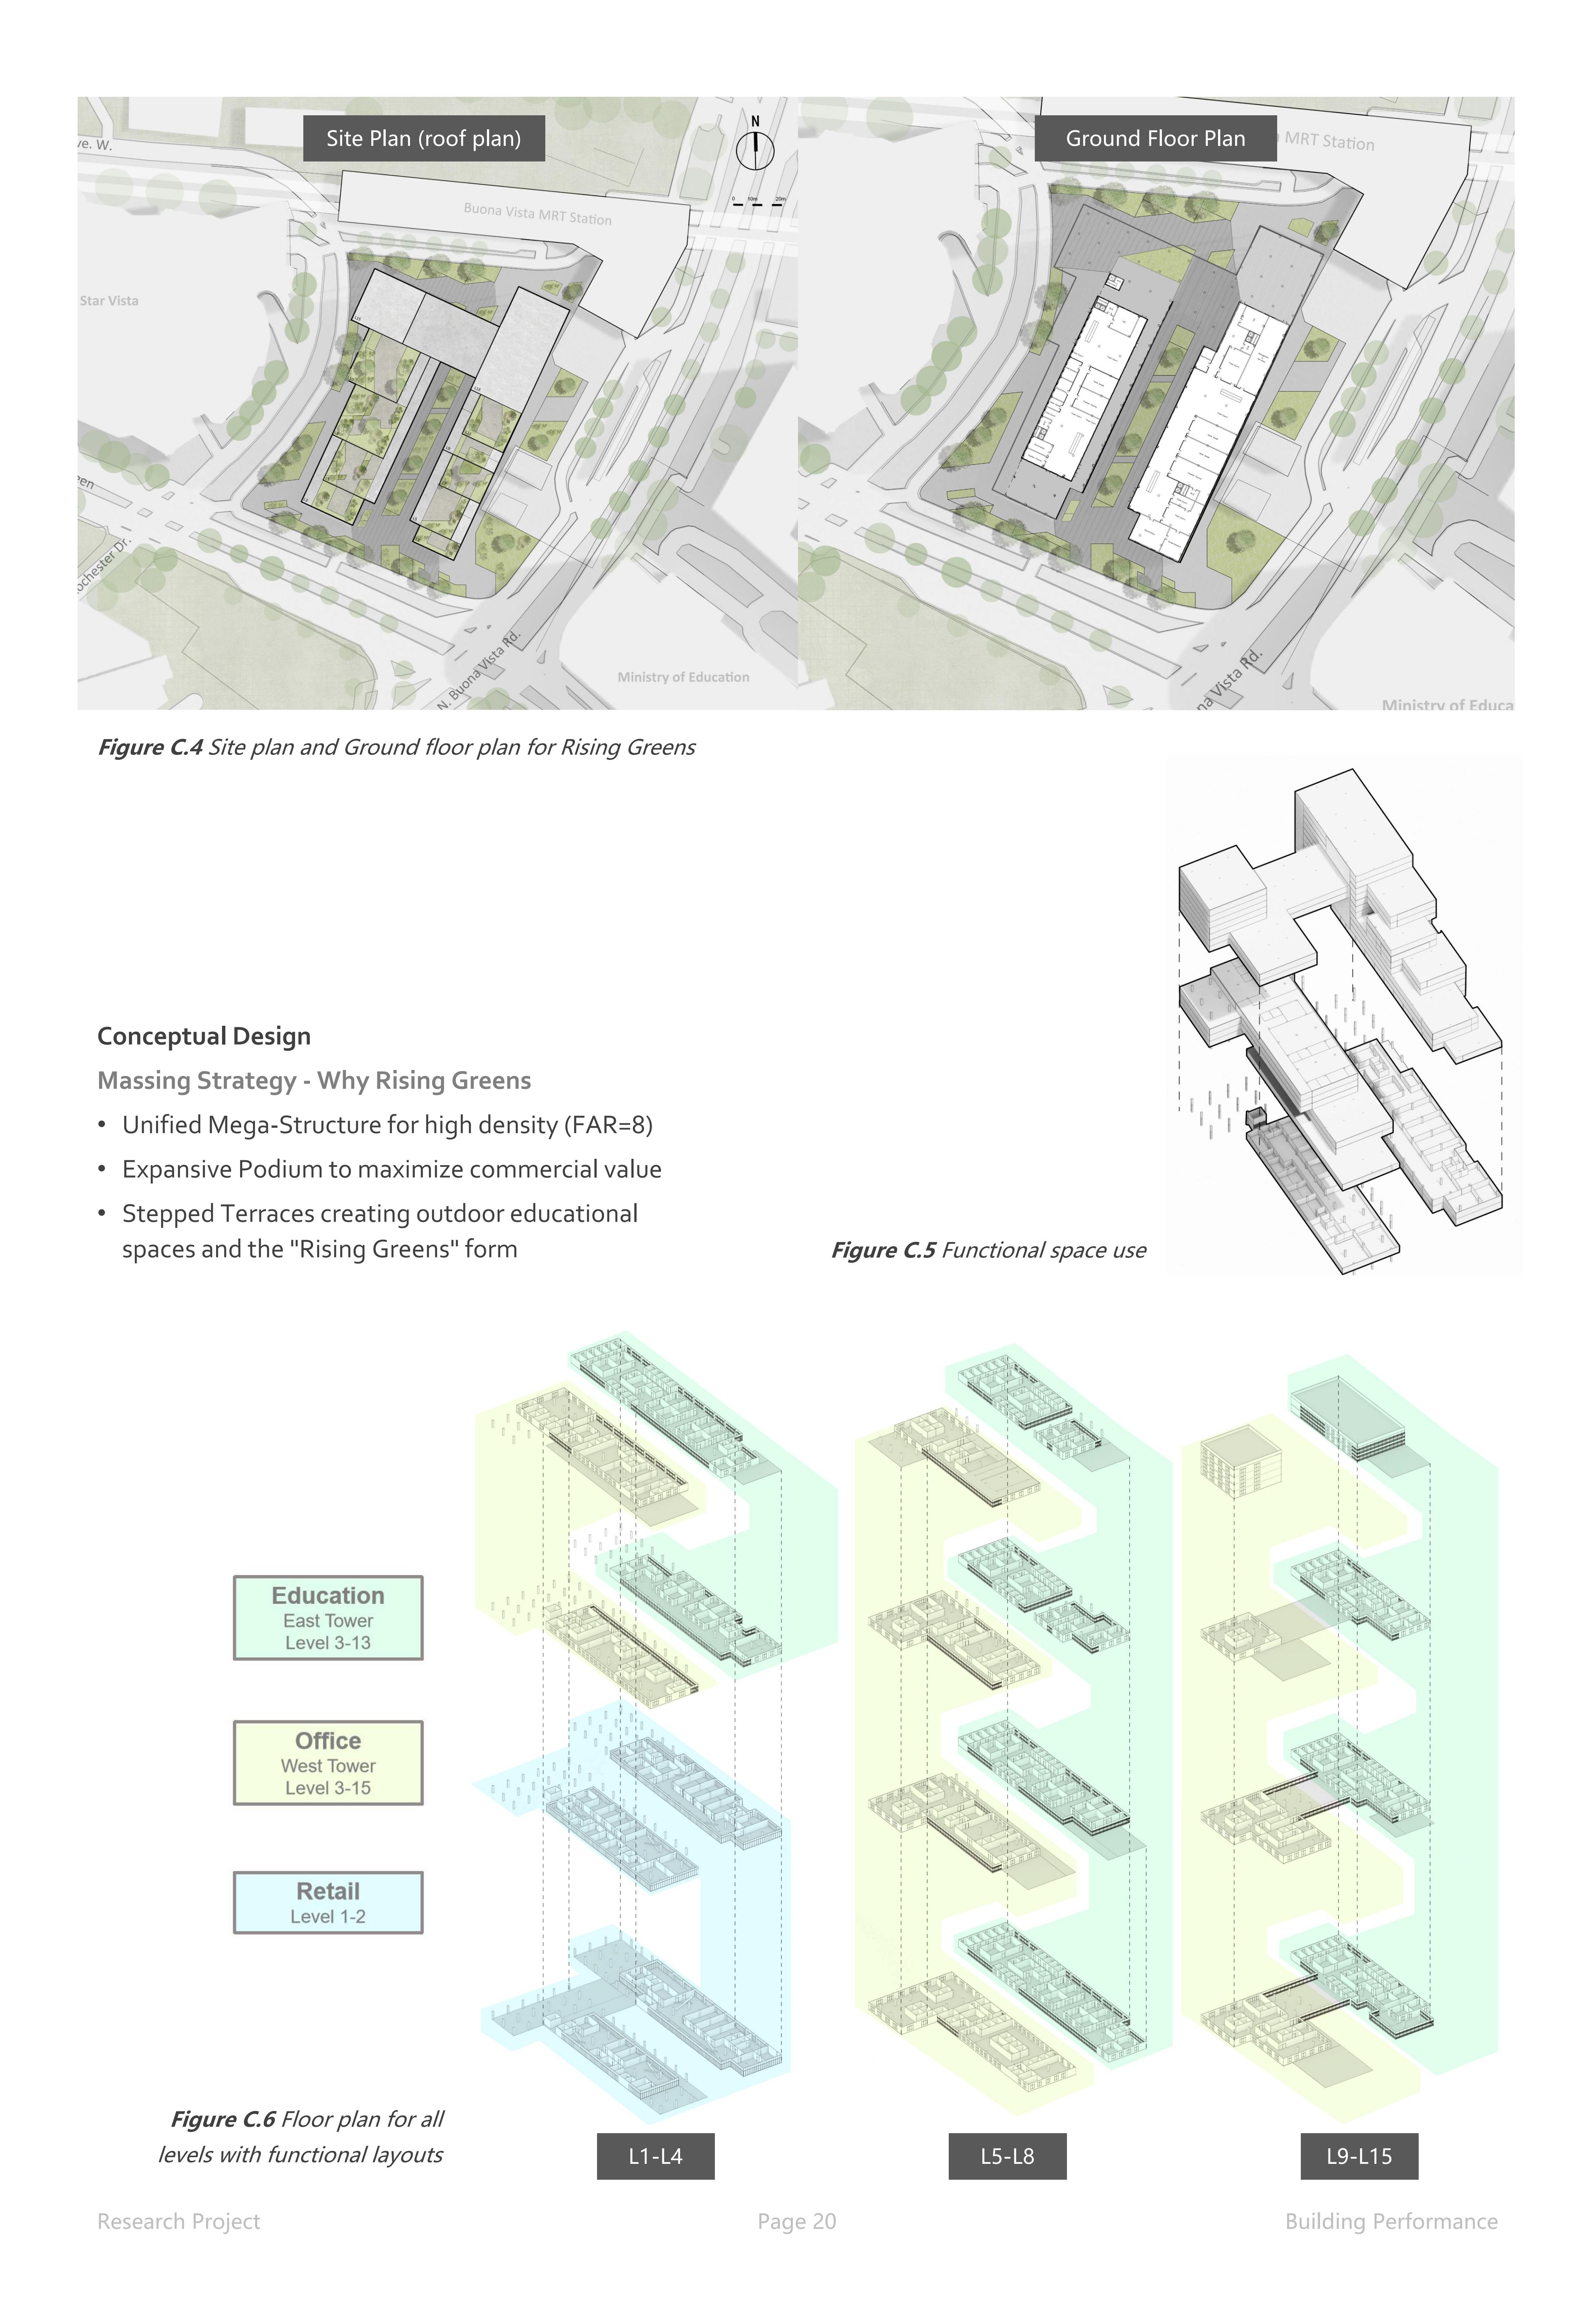 Site Plan (roof plan)
N
ve. W.
Buona Vista MRT Station
0 10m 20m
Star Vista
een
ochester Dr.
N. Buona Vista Rd.
Ministry of Education
Ground Floor Plan
MRT Station
na Vista Rd.
Ministry of Educa
Figure C.4 Site plan and Ground floor plan for Rising Greens
Conceptual Design
Massing Strategy - Why Rising Greens
• Unified Mega-Structure for high density (FAR=8)
• Expansive Podium to maximize commercial value
• Stepped Terraces creating outdoor educational
spaces and the "Rising Greens" form
Figure C.5 Functional space use
Education
East Tower
Level 3-13
Office
West Tower
Level 3-15
Retail
Level 1-2
Figure C.6 Floor plan for all
levels with functional layouts
L1-L4
L5-L8
L9-L15
Research Project
Page 20
Building Performance